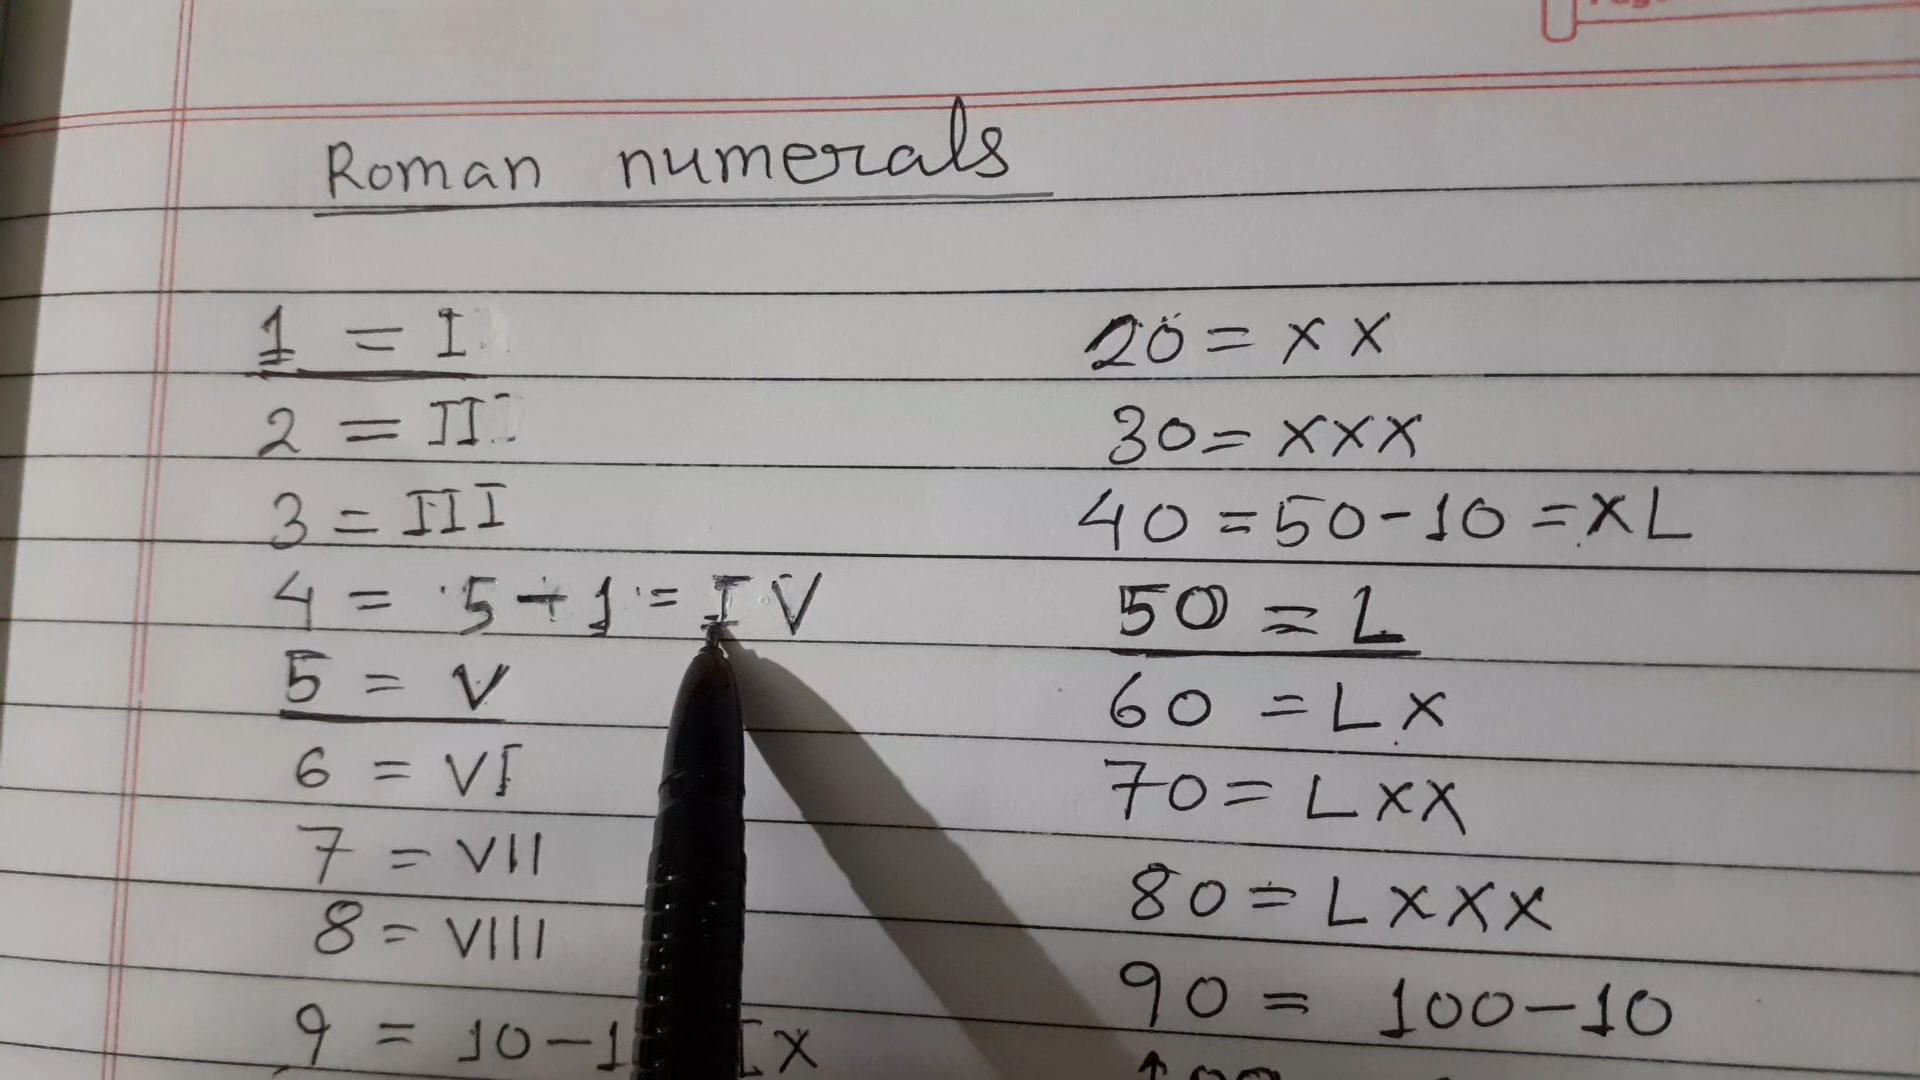 Roman numerals
1 = I
2 = II
3 = III
4 = 5 + 1 = IV
5 = V
6 = VI
7 = VII
8 = VIII
9 = 10 - 1 IX
20 = XX
30 = XXX
40 = 50 - 10 = XL
50 = L
60 = LX
70 = LXX
80 = LXXX
90 = 100 - 10